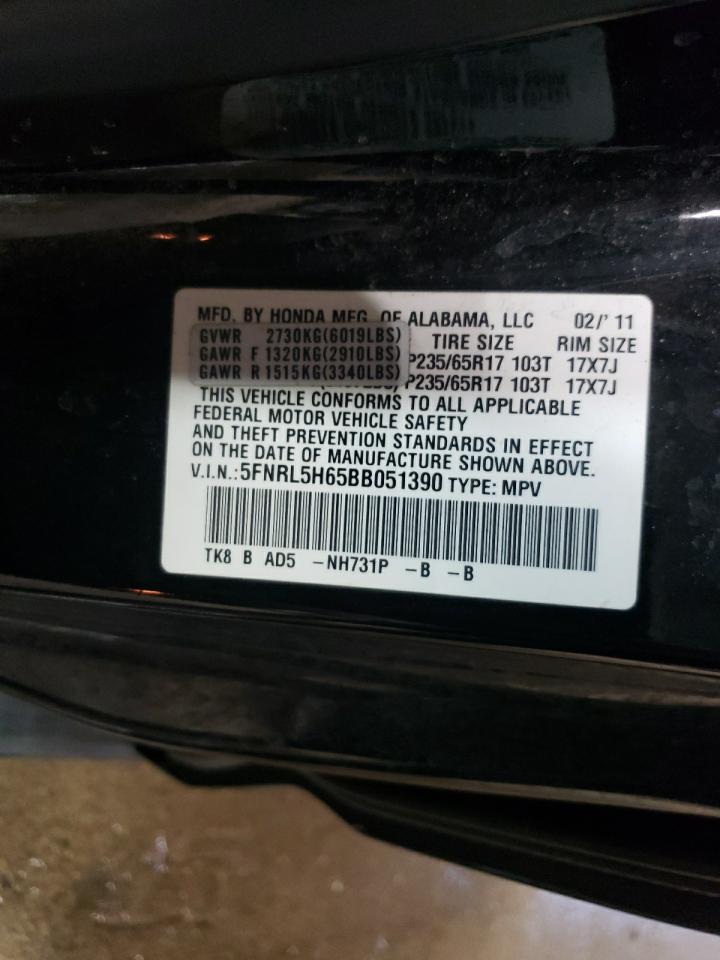 MFD. BY HONDA MFG. OF ALABAMA, LLC 02/'11
GVWR 2730KG(6019LBS) TIRE SIZE RIM SIZE
GAWR F 1320KG(2910LBS) P235/65R17 103T 17X7J
GAWR R 1515KG(3340LBS) P235/65R17 103T 17X7J
THIS VEHICLE CONFORMS TO ALL APPLICABLE
FEDERAL MOTOR VEHICLE SAFETY
AND THEFT PREVENTION STANDARDS IN EFFECT
ON THE DATE OF MANUFACTURE SHOWN ABOVE.
V.I.N.:5FNRL5H65BB051390 TYPE: MPV
TK8 B AD5 -NH731P -B -B